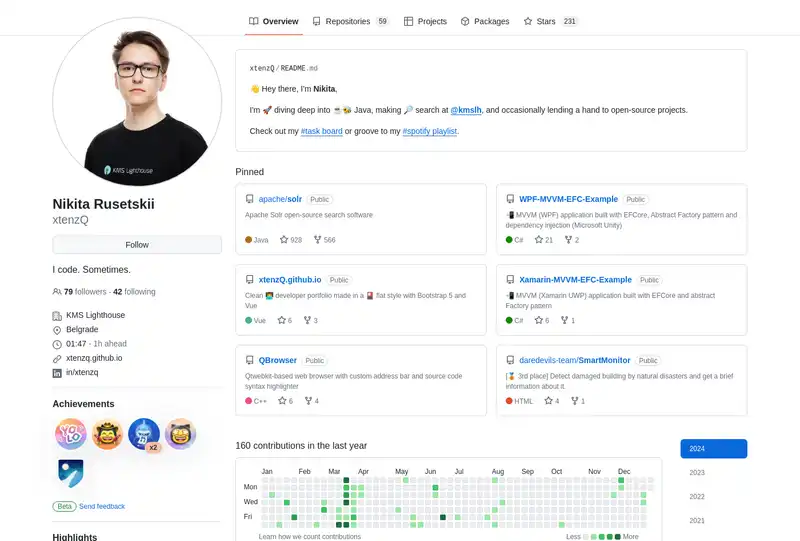 Overview
Repositories 59
Projects
Packages
Stars 231
KMS Lighthouse
Nikita Rusetskii
xtenzQ
Follow
I code. Sometimes.
79 followers · 42 following
KMS Lighthouse
Belgrade
01:47 - 1h ahead
xtenzq.github.io
in/xtenzq
Achievements
YOLO
x2
Beta Send feedback
Highlights
xtenzQ / README.md
👋 Hey there, I'm Nikita,
I'm 🚀 diving deep into ☕🐝 Java, making 🔎 search at @kmslh, and occasionally lending a hand to open-source projects.
Check out my #task board or groove to my #spotify playlist.
Pinned
apache/solr Public
Apache Solr open-source search software
Java 928 566
WPF-MVVM-EFC-Example Public
📲 MVVM (WPF) application built with EFCore, Abstract Factory pattern and
dependency injection (Microsoft Unity)
C# 21 2
xtenzQ.github.io Public
Clean 👨‍💻 developer portfolio made in a 🎴 flat style with Bootstrap 5 and
Vue
Vue 6 3
Xamarin-MVVM-EFC-Example Public
📲 MVVM (Xamarin UWP) application built with EFCore and abstract
Factory pattern
C# 6 1
QBrowser Public
Qtwebkit-based web browser with custom address bar and source code
syntax highlighter
C++ 6 4
daredevils-team/SmartMonitor Public
[🏅 3rd place] Detect damaged building by natural disasters and get a brief
information about it.
HTML 4 1
160 contributions in the last year
Jan Feb Mar Apr May Jun Jul Aug Sep Oct Nov Dec
Mon
Wed
Fri
Learn how we count contributions
Less More
2024
2023
2022
2021